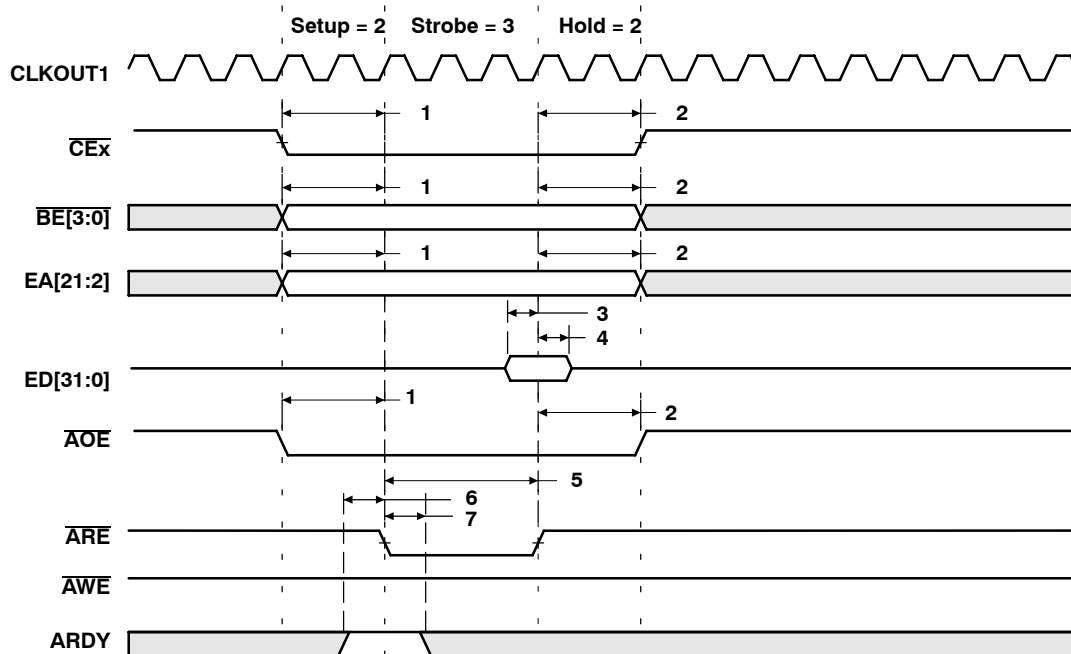 Setup = 2 Strobe = 3 Hold = 2
CLKOUT1
1 2
CEx
1 2
BE[3:0]
1 2
EA[21:2]
3
4
ED[31:0]
1
2
AOE
5
6
7
ARE
AWE
ARDY